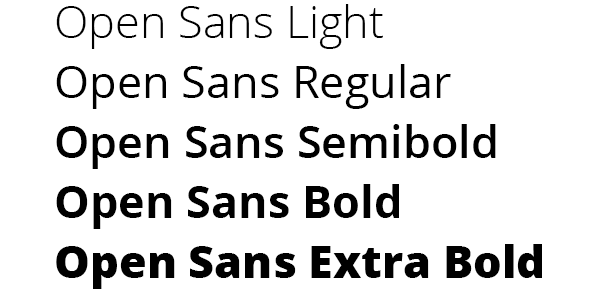 Open Sans Light
Open Sans Regular
Open Sans Semibold
Open Sans Bold
Open Sans Extra Bold